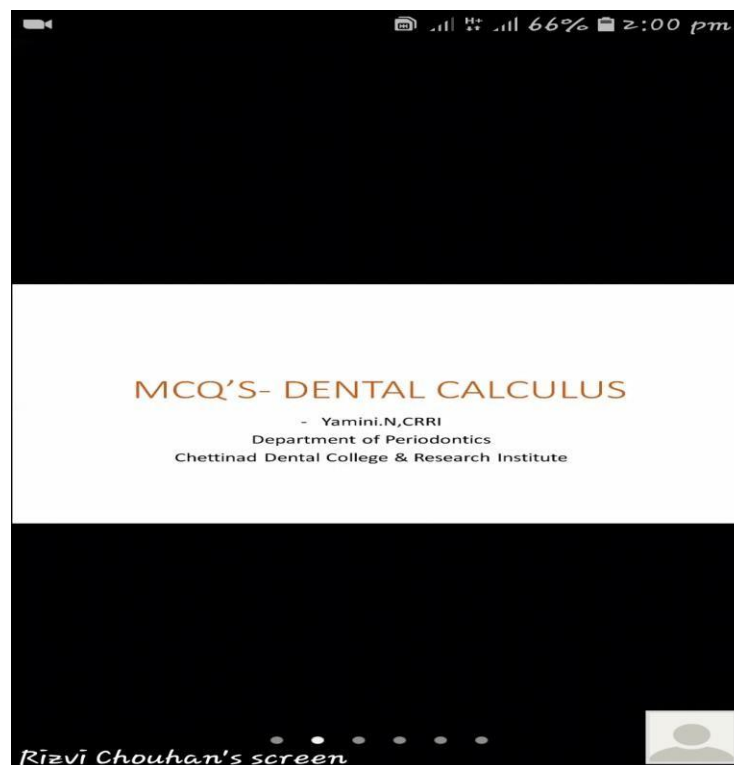 H+ 66% 2:00 pm
MCQ’S- DENTAL CALCULUS
- Yamini.N,CRRI
Department of Periodontics
Chettinad Dental College & Research Institute
Rizvi Chouhan's screen